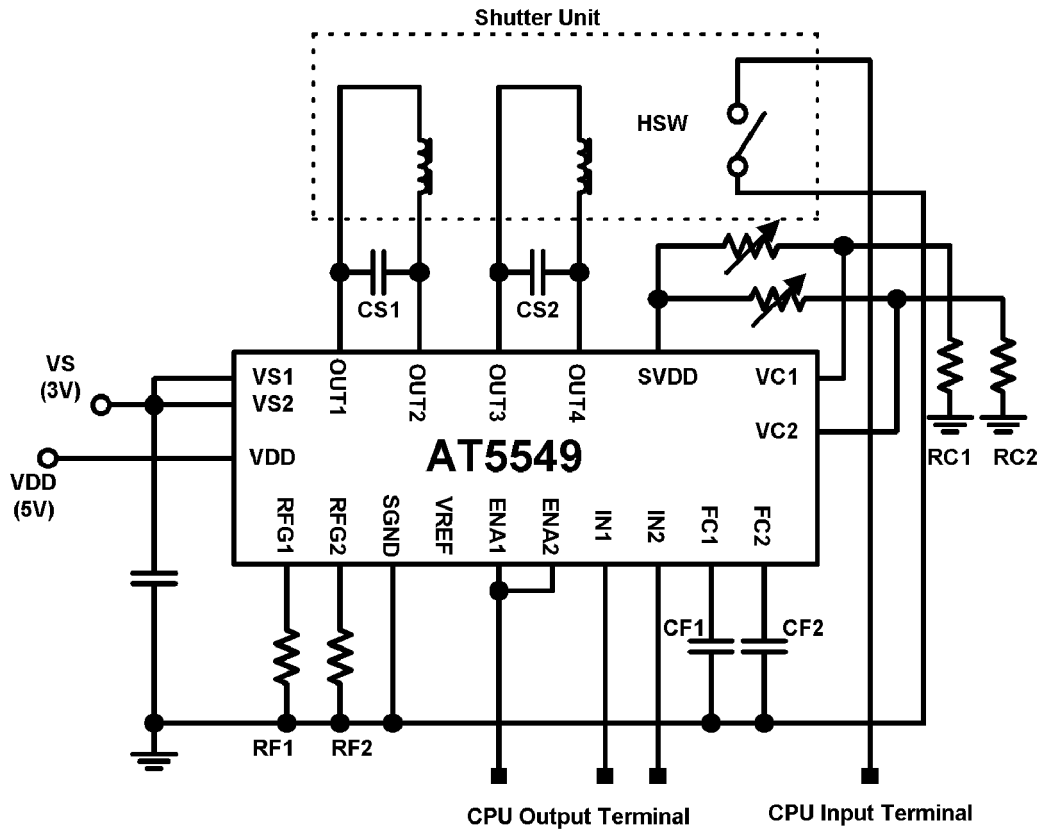 Shutter Unit
HSW
CS1
CS2
VS
(3V)
VDD
(5V)
VS1
VS2
VDD
OUT1
OUT2
OUT3
OUT4
SVDD
VC1
VC2
AT5549
RC1
RC2
RFG1
RFG2
SGND
VREF
ENA1
ENA2
IN1
IN2
FC1
FC2
CF1
CF2
RF1
RF2
CPU Output Terminal
CPU Input Terminal